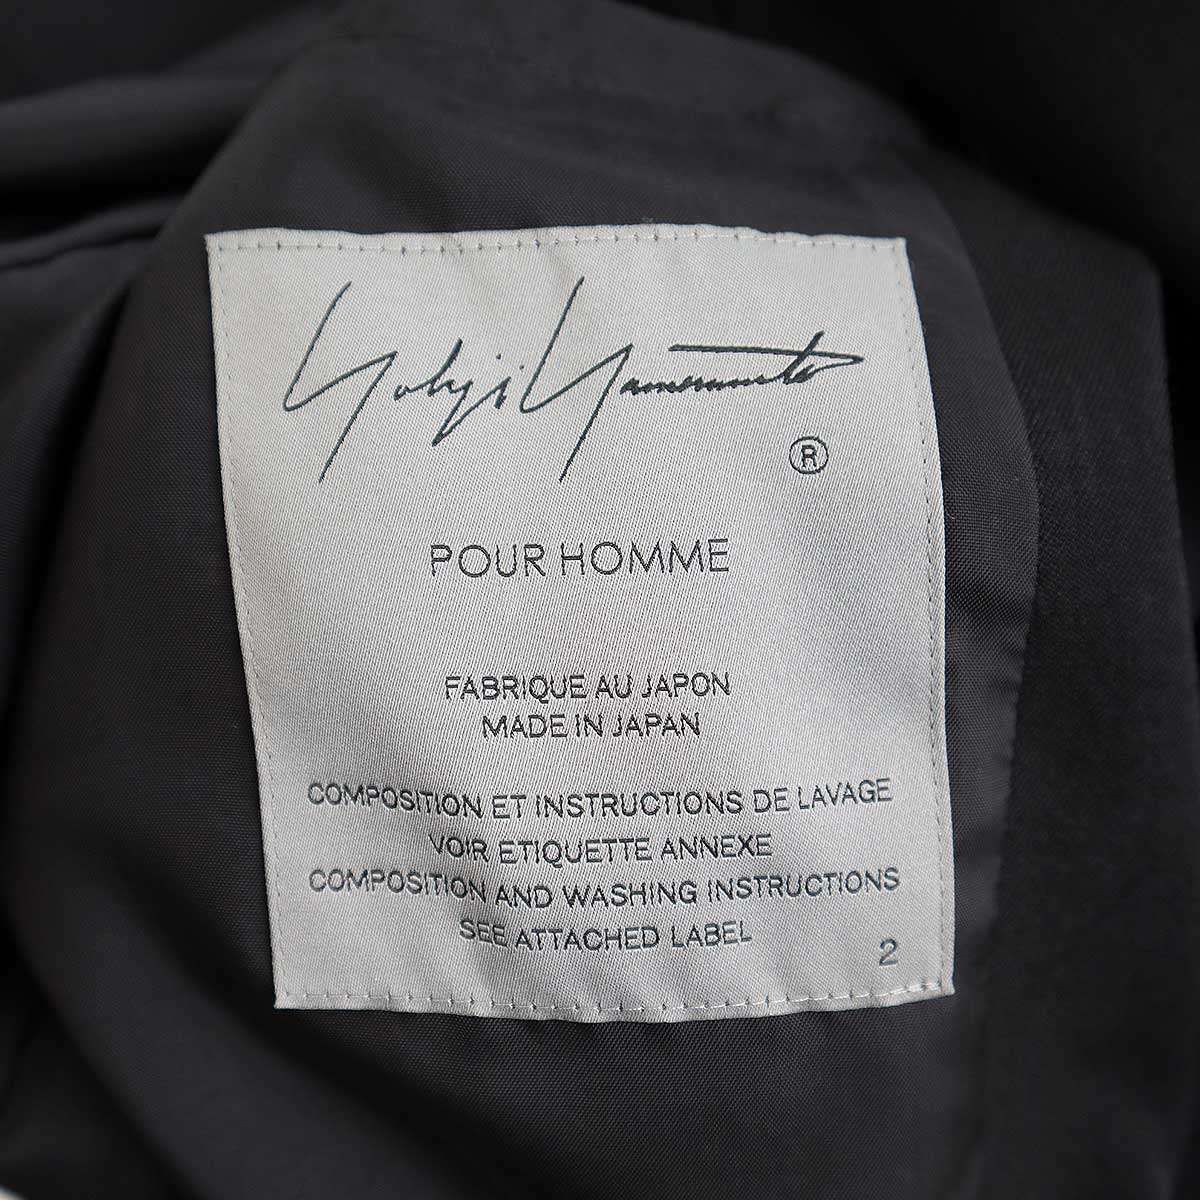 Yohji Yamamoto
®
POUR HOMME
FABRIQUE AU JAPON
MADE IN JAPAN
COMPOSITION ET INSTRUCTIONS DE LAVAGE
VOIR ETIQUETTE ANNEXE
COMPOSITION AND WASHING INSTRUCTIONS
SEE ATTACHED LABEL
2